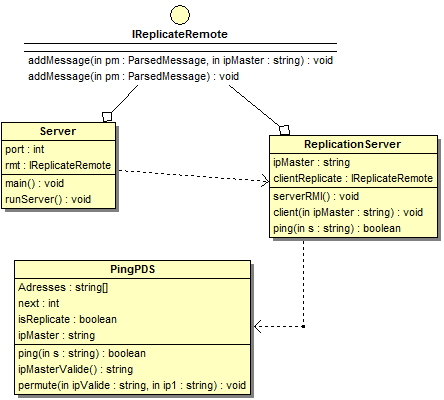 IReplicateRemote
addMessage(in pm : ParsedMessage, in ipMaster : string) : void
addMessage(in pm : ParsedMessage) : void
Server
port : int
rmt : IReplicateRemote
main() : void
runServer() : void
ReplicationServer
ipMaster : string
clientReplicate : IReplicateRemote
serverRMI() : void
client(in ipMaster : string) : void
ping(in s : string) : boolean
PingPDS
Adresses : string[]
next : int
isReplicate : boolean
ipMaster : string
ping(in s : string) : boolean
ipMasterValide() : string
permute(in ipValide : string, in ip1 : string) : void